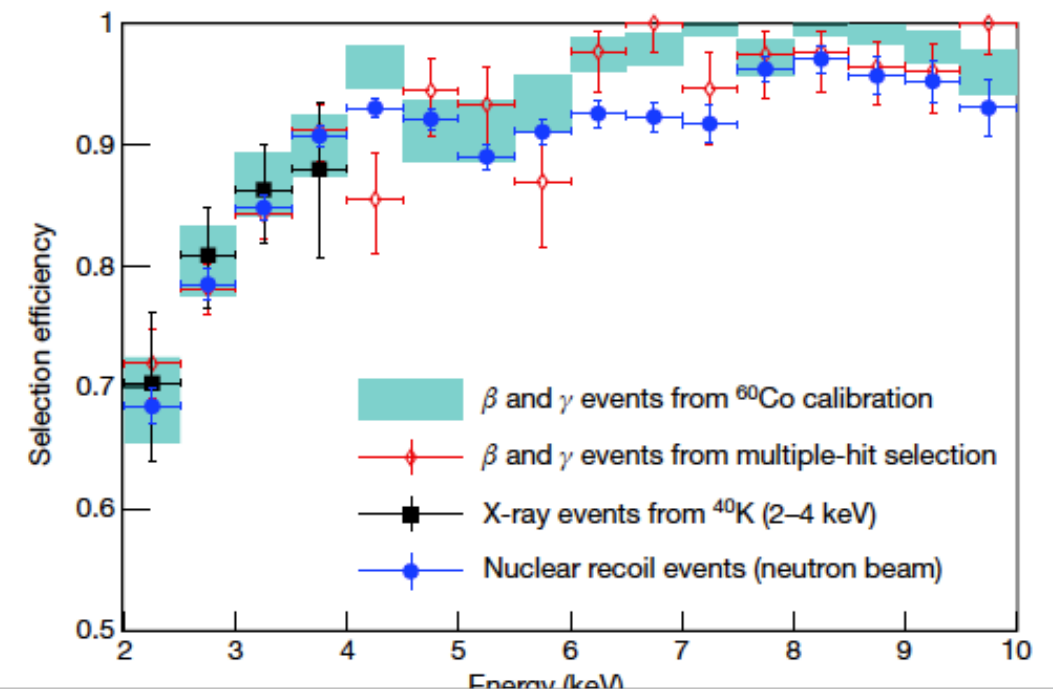 1
0.9
0.8
0.7
0.6
0.5
Selection efficiency
β and γ events from ⁶⁰Co calibration
β and γ events from multiple-hit selection
X-ray events from ⁴⁰K (2–4 keV)
Nuclear recoil events (neutron beam)
2 3 4 5 6 7 8 9 10
Energy (keV)